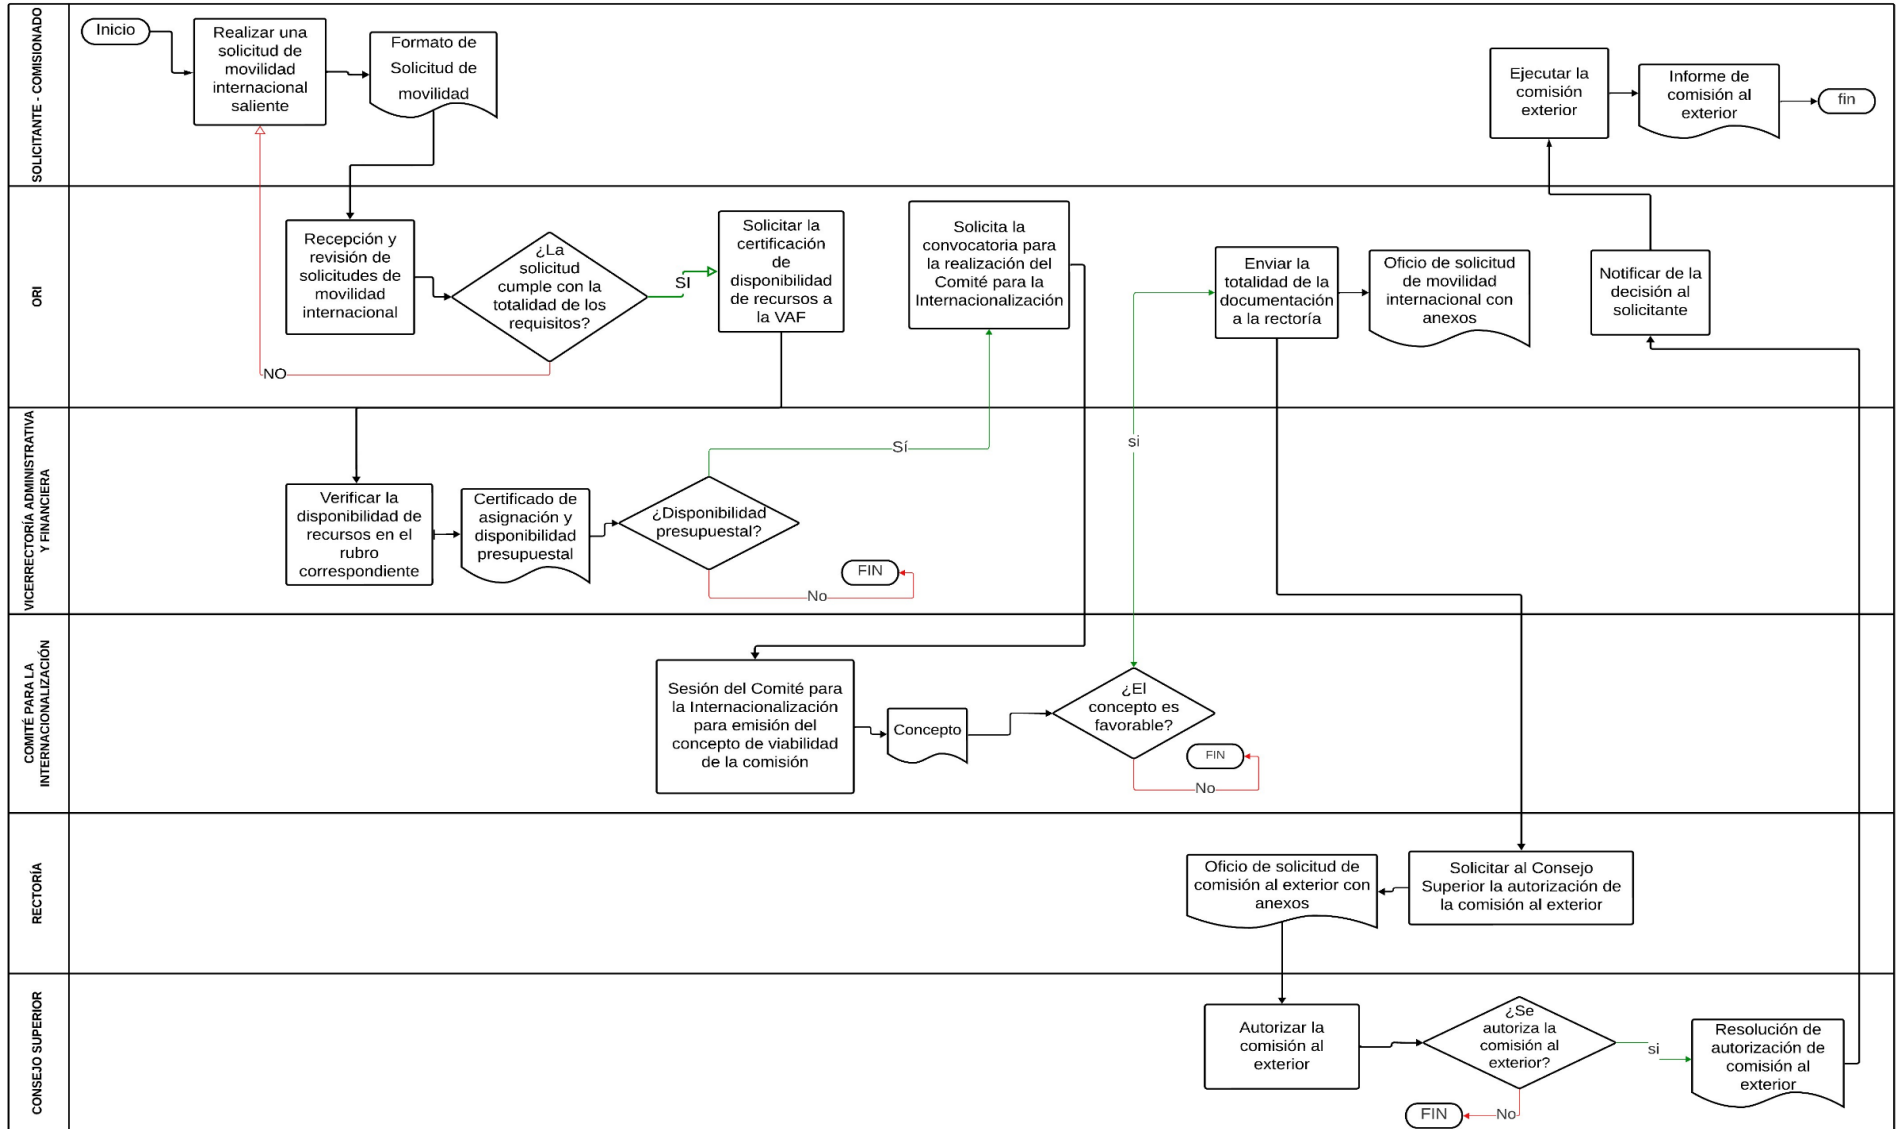 SOLICITANTE - COMISIONADO
Inicio
Realizar una
solicitud de
movilidad
internacional
saliente
Formato de
Solicitud de
movilidad
Ejecutar la
comisión
exterior
Informe de
comisión al
exterior
fin
ORI
Recepción y
revisión de
solicitudes de
movilidad
internacional
¿La
solicitud
cumple con la
totalidad de los
requisitos?
SI
NO
Solicitar la
certificación
de
disponibilidad
de recursos a
la VAF
Solicita la
convocatoria para
la realización del
Comité para la
Internacionalización
Enviar la
totalidad de la
documentación
a la rectoría
Oficio de solicitud
de movilidad
internacional con
anexos
Notificar de la
decisión al
solicitante
VICERRECTORÍA ADMINISTRATIVA
Y FINANCIERA
Verificar la
disponibilidad de
recursos en el
rubro
correspondiente
Certificado de
asignación y
disponibilidad
presupuestal
¿Disponibilidad
presupuestal?
Sí
No
FIN
si
COMITÉ PARA LA
INTERNACIONALIZACIÓN
Sesión del Comité para
la Internacionalización
para emisión del
concepto de viabilidad
de la comisión
Concepto
¿El
concepto es
favorable?
FIN
No
RECTORÍA
Oficio de solicitud de
comisión al exterior con
anexos
Solicitar al Consejo
Superior la autorización de
la comisión al exterior
CONSEJO SUPERIOR
Autorizar la
comisión al
exterior
¿Se
autoriza la
comisión al
exterior?
si
No
FIN
Resolución de
autorización de
comisión al
exterior